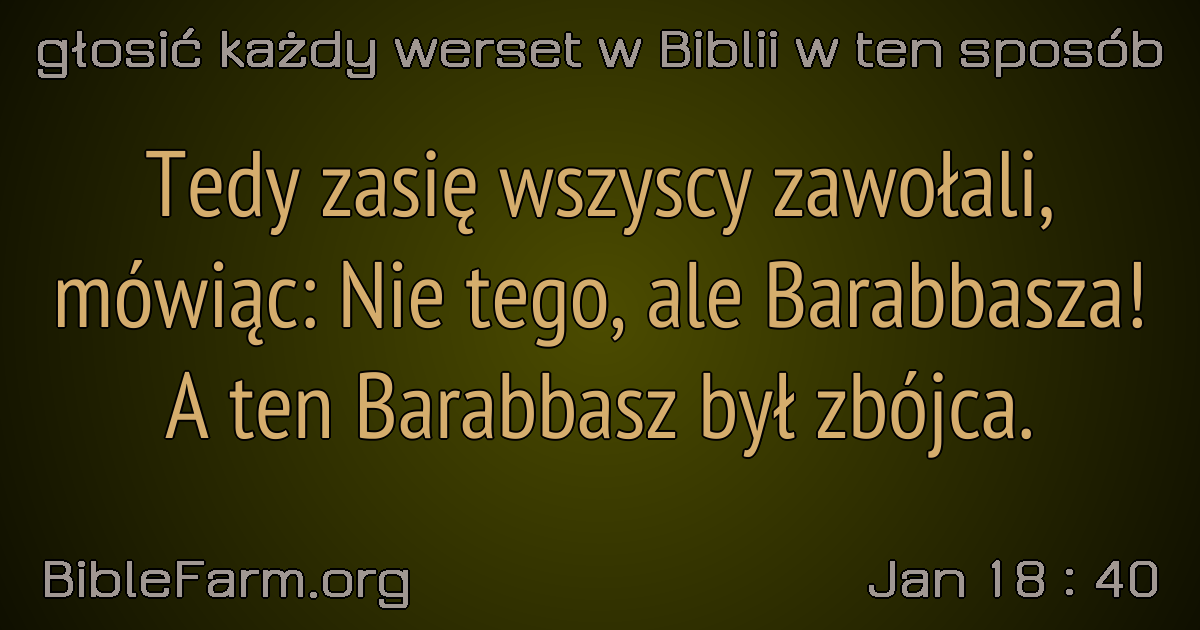 głosić każdy werset w Biblii w ten sposób
Tedy zasię wszyscy zawołali,
mówiąc: Nie tego, ale Barabbasza!
A ten Barabbasz był zbójca.
BibleFarm.org
Jan 18 : 40